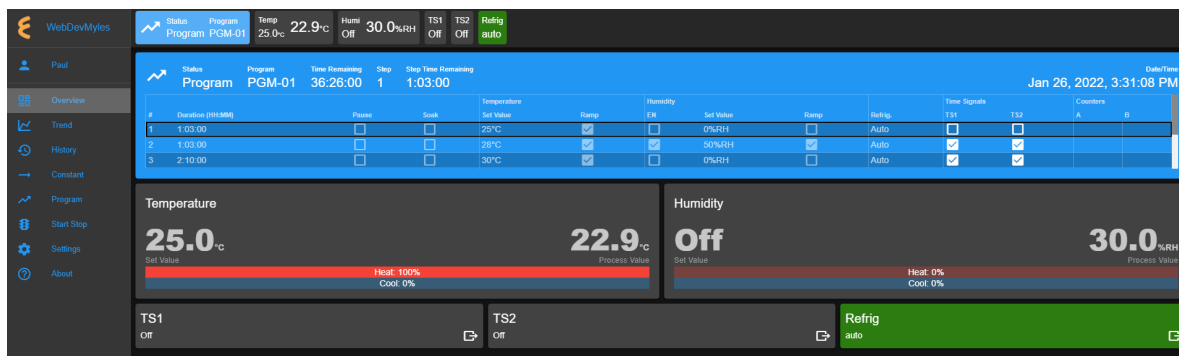 WebDevMyles
Paul
Overview
Trend
History
Constant
Program
Start Stop
Settings
About
Status Program Temp Humi TS1 TS2 Refrig
Program PGM-01 25.0°C 22.9°C Off 30.0%RH Off Off auto
Status Program Time Remaining Step Step Time Remaining Date/Time
Program PGM-01 36:26:00 1 1:03:00 Jan 26, 2022, 3:31:08 PM
Temperature Humidity Time Signals Counters
# Duration (HH:MM) Pause Soak Set Value Ramp EN Set Value Ramp Refrig. TS1 TS2 A B
1 1:03:00 25°C 0%RH Auto
2 1:03:00 28°C 50%RH Auto
3 2:10:00 30°C 0%RH Auto
Temperature
25.0°C 22.9°C
Set Value Process Value
Heat: 100%
Cool: 0%
Humidity
Off 30.0%RH
Set Value Process Value
Heat: 0%
Cool: 0%
TS1
Off
TS2
Off
Refrig
auto